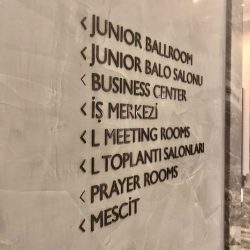 < JUNIOR BALLROOM
< JUNIOR BALO SALONU
< BUSINESS CENTER
< İŞ MERKEZİ
< L MEETING ROOMS
< L TOPLANTI SALONLARI
< PRAYER ROOMS
< MESCİT